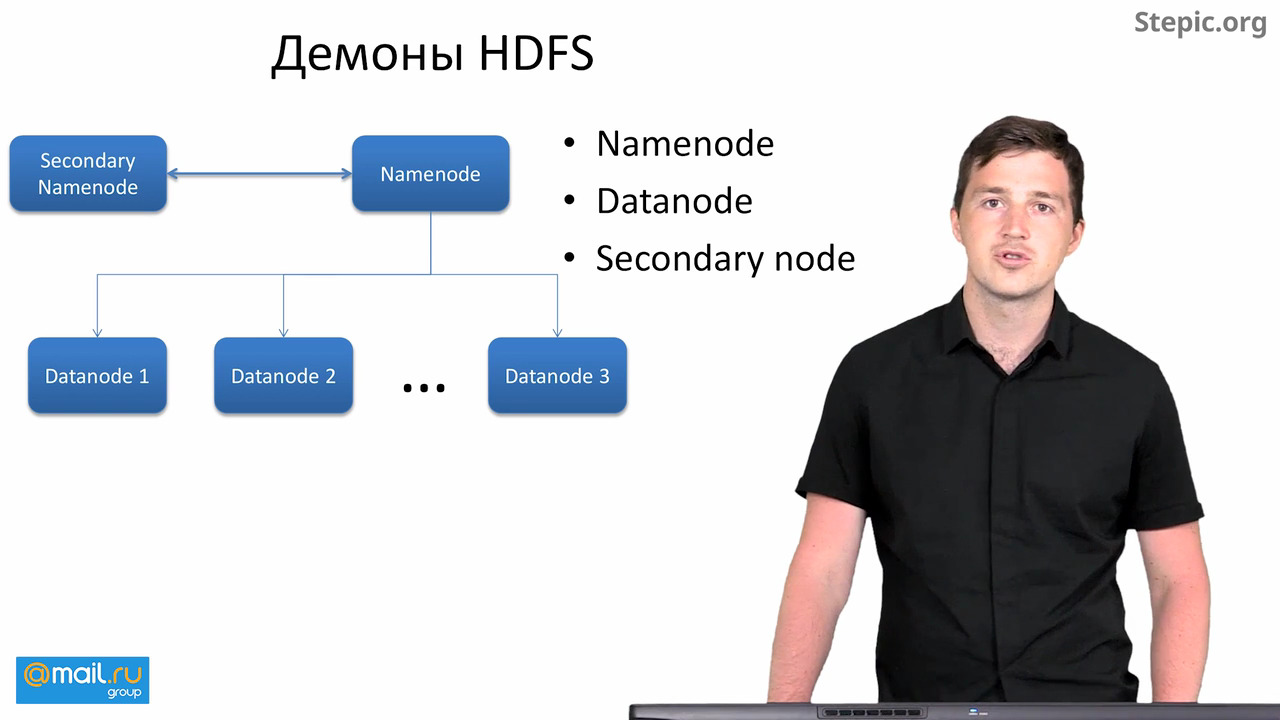 Stepic.org
Демоны HDFS
Secondary
Namenode
Namenode
• Namenode
• Datanode
• Secondary node
Datanode 1
Datanode 2
...
Datanode 3
@mail.ru
group